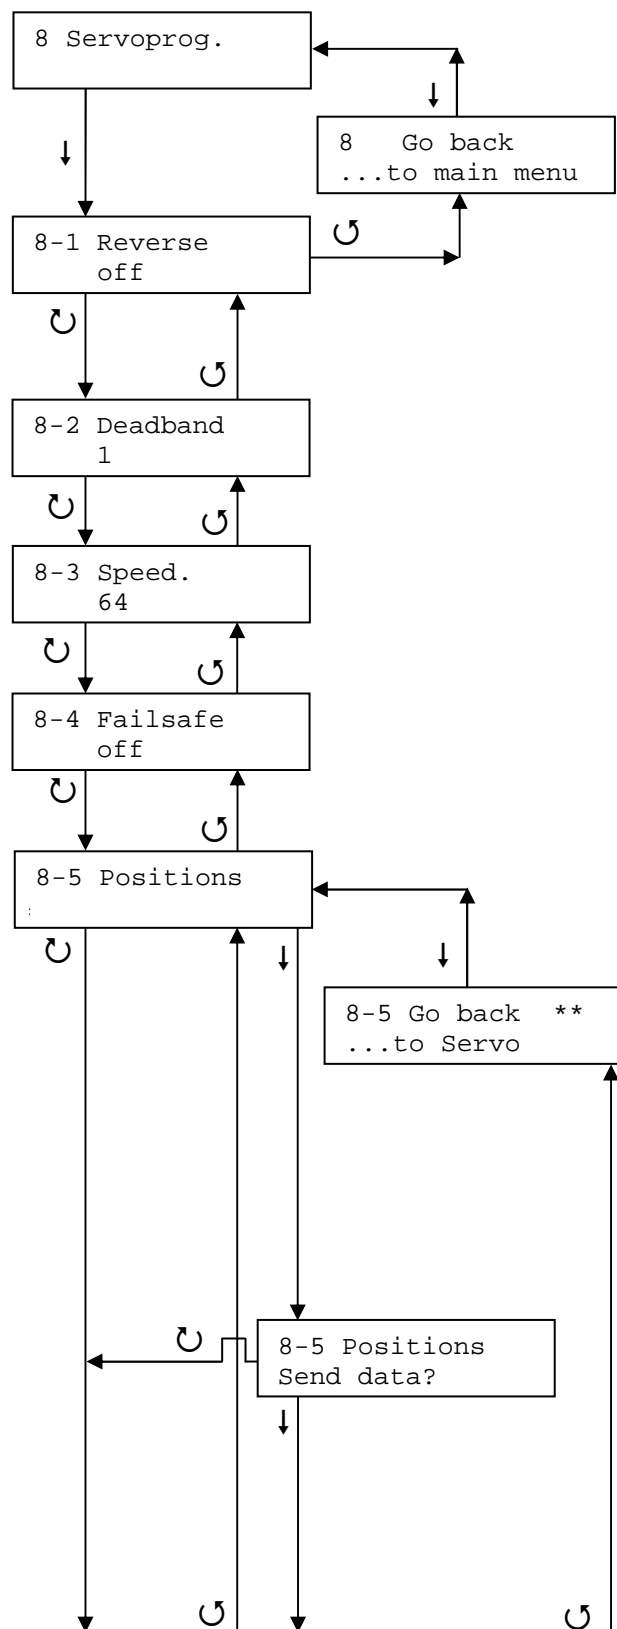 8 Servoprog.
8 Go back
...to main menu
8-1 Reverse
off
8-2 Deadband
1
8-3 Speed.
64
8-4 Failsafe
off
8-5 Positions
:
8-5 Go back **
...to Servo
8-5 Positions
Send data?